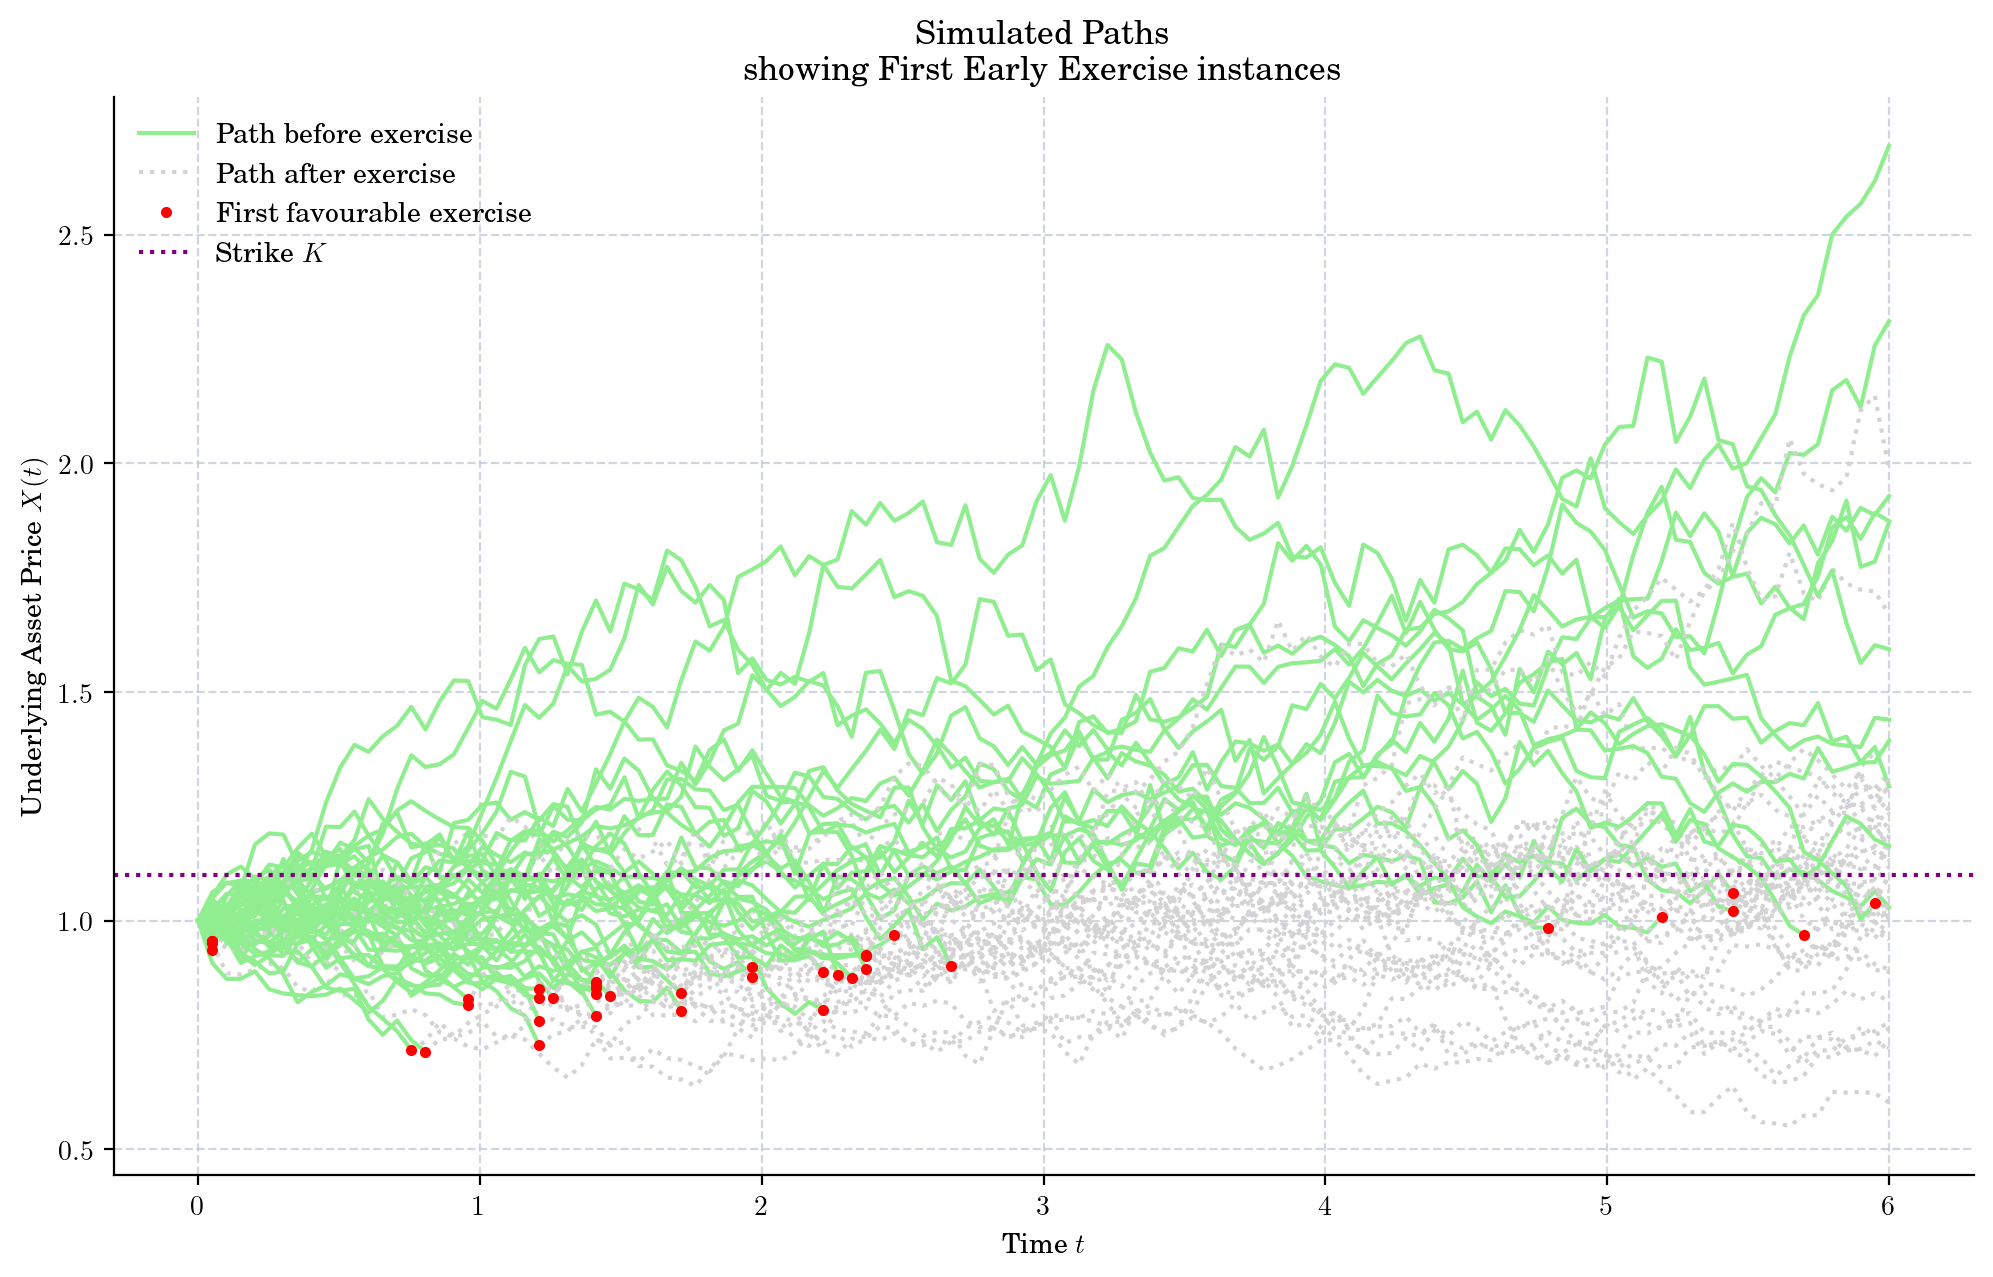 Simulated Paths
showing First Early Exercise instances
Path before exercise
Path after exercise
First favourable exercise
Strike K
Underlying Asset Price X(t)
2.5
2.0
1.5
1.0
0.5
0 1 2 3 4 5 6
Time t